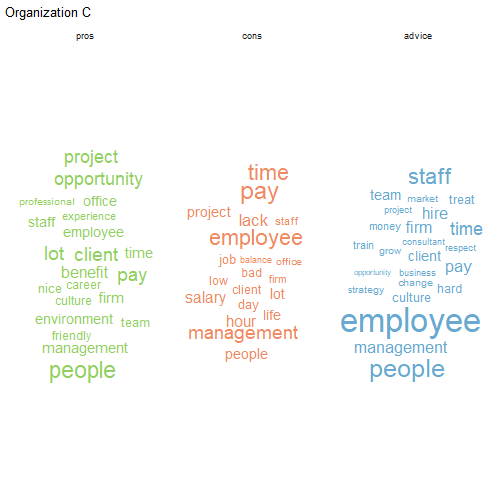 Organization C
pros cons advice
project
opportunity
professional office
experience
staff
employee
lot client time
benefit pay
nice career
culture firm
environment team
friendly
management
people
time
pay
project lack staff
employee
job balance office
bad
low firm
client
salary lot
day
hour life
management
people
staff
team market treat
project hire
money firm time
consultant
train grow respect
client
opportunity business pay
change
strategy hard
culture
employee
management
people